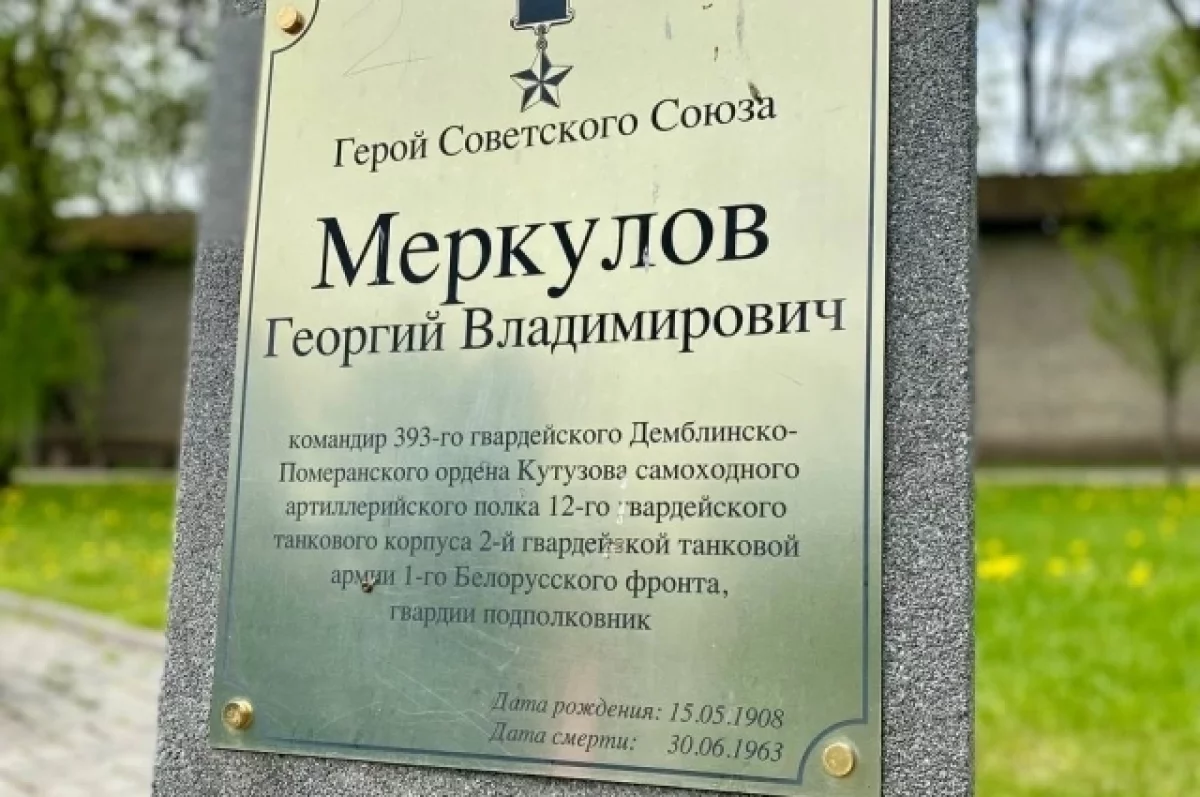 Герой Советского Союза
Меркулов
Георгий Владимирович
командир 393-го гвардейского Демблинско-
Померанского ордена Кутузова самоходного
артиллерийского полка 12-го гвардейского
танкового корпуса 2-й гвардейской танковой
армии 1-го Белорусского фронта,
гвардии подполковник
Дата рождения: 15.05.1908
Дата смерти: 30.06.1963